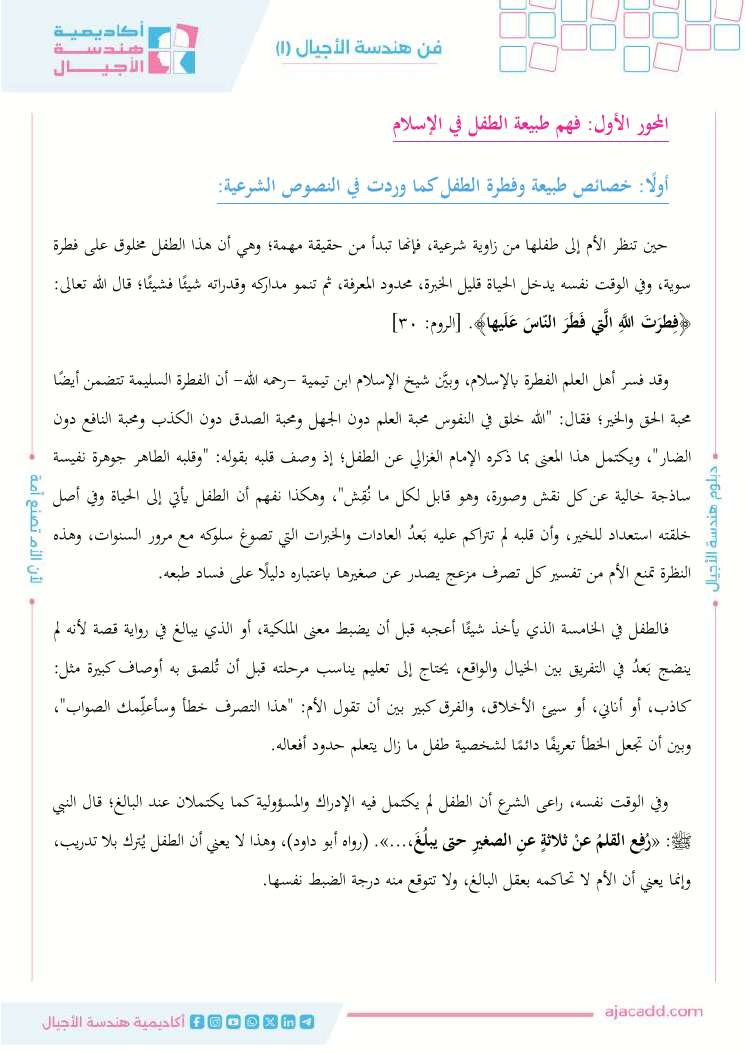 أكاديمية
هندسة
الأجيال
فن هندسة الأجيال (١)
المحور الأول: فهم طبيعة الطفل في الإسلام
أولًا: خصائص طبيعة وفطرة الطفل كما وردت في النصوص الشرعية:
حين تنظر الأم إلى طفلها من زاوية شرعية، فإنها تبدأ من حقيقة مهمة؛ وهي أن هذا الطفل مخلوق على فطرة
سوية، وفي الوقت نفسه يدخل الحياة قليل الخبرة، محدود المعرفة، ثم تنمو مداركه وقدراته شيئًا فشيئًا؛ قال الله تعالى:
﴿فِطرَتَ اللَّهِ الَّتي فَطَرَ النّاسَ عَلَيها﴾. [الروم: ٣٠]
وقد فسر أهل العلم الفطرة بالإسلام، وبيَّن شيخ الإسلام ابن تيمية –رحمه الله– أن الفطرة السليمة تتضمن أيضًا
محبة الحق والخير؛ فقال: "الله خلق في النفوس محبة العلم دون الجهل ومحبة الصدق دون الكذب ومحبة النافع دون
الضار"، ويكتمل هذا المعنى بما ذكره الإمام الغزالي عن الطفل؛ إذ وصف قلبه بقوله: "وقلبه الطاهر جوهرة نفيسة
ساذجة خالية عن كل نقش وصورة، وهو قابل لكل ما نُقِش"، وهكذا نفهم أن الطفل يأتي إلى الحياة وفي أصل
خلقته استعداد للخير، وأن قلبه لم تتراكم عليه بَعدُ العادات والخبرات التي تصوغ سلوكه مع مرور السنوات، وهذه
النظرة تمنع الأم من تفسير كل تصرف مزعج يصدر عن صغيرها باعتباره دليلًا على فساد طبعه.
فالطفل في الخامسة الذي يأخذ شيئًا أعجبه قبل أن يضبط معنى الملكية، أو الذي يبالغ في رواية قصة لأنه لم
ينضج بَعدُ في التفريق بين الخيال والواقع، يحتاج إلى تعليم يناسب مرحلته قبل أن تُلصق به أوصاف كبيرة مثل:
كاذب، أو أناني، أو سيئ الأخلاق، والفرق كبير بين أن تقول الأم: "هذا التصرف خطأ وسأعلِّمك الصواب"،
وبين أن تجعل الخطأ تعريفًا دائمًا لشخصية طفل ما زال يتعلم حدود أفعاله.
وفي الوقت نفسه، راعى الشرع أن الطفل لم يكتمل فيه الإدراك والمسؤولية كما يكتملان عند البالغ؛ قال النبي
ﷺ: «رُفِع القلمُ عنْ ثلاثةٍ عنِ الصغيرِ حتى يبلُغَ،...». (رواه أبو داود)، وهذا لا يعني أن الطفل يُترك بلا تدريب،
وإنما يعني أن الأم لا تحاكمه بعقل البالغ، ولا تتوقع منه درجة الضبط نفسها.
دبلوم هندسة الأجيال
لأن الأم تصنع أمة
ajacadd.com
أكاديمية هندسة الأجيال